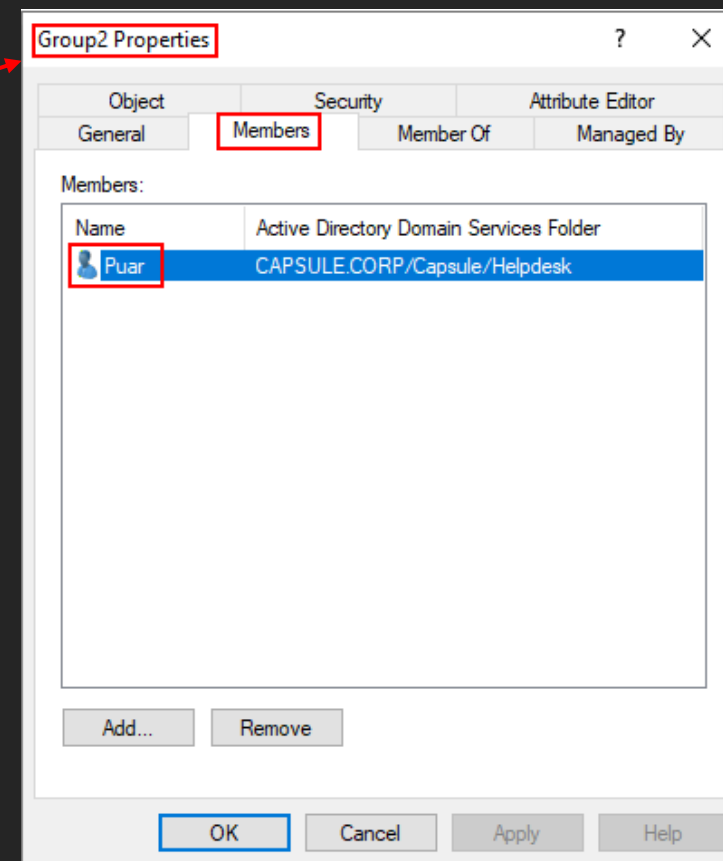 Group2 Properties ? ×
Object Security Attribute Editor
General Members Member Of Managed By
Members:
Name Active Directory Domain Services Folder
Puar CAPSULE.CORP/Capsule/Helpdesk
Add... Remove
OK Cancel Apply Help